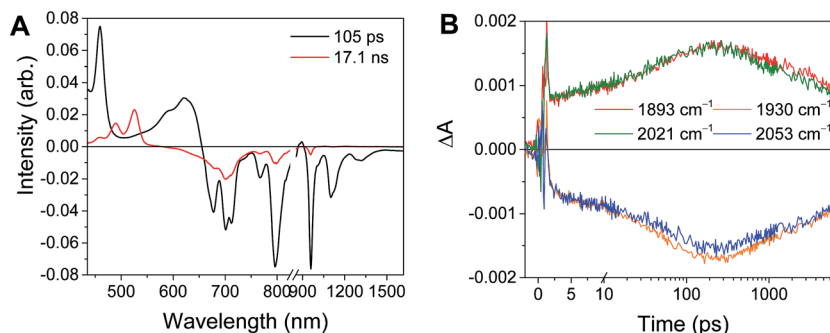 A
Intensity (arb.)
0.08
0.06
0.04
0.02
0.00
-0.02
-0.04
-0.06
-0.08
105 ps
17.1 ns
500
600
700
800
900
1200
1500
Wavelength (nm)
B
ΔA
0.002
0.001
0.000
-0.001
-0.002
1893 cm⁻¹
1930 cm⁻¹
2021 cm⁻¹
2053 cm⁻¹
0
5
10
100
1000
Time (ps)